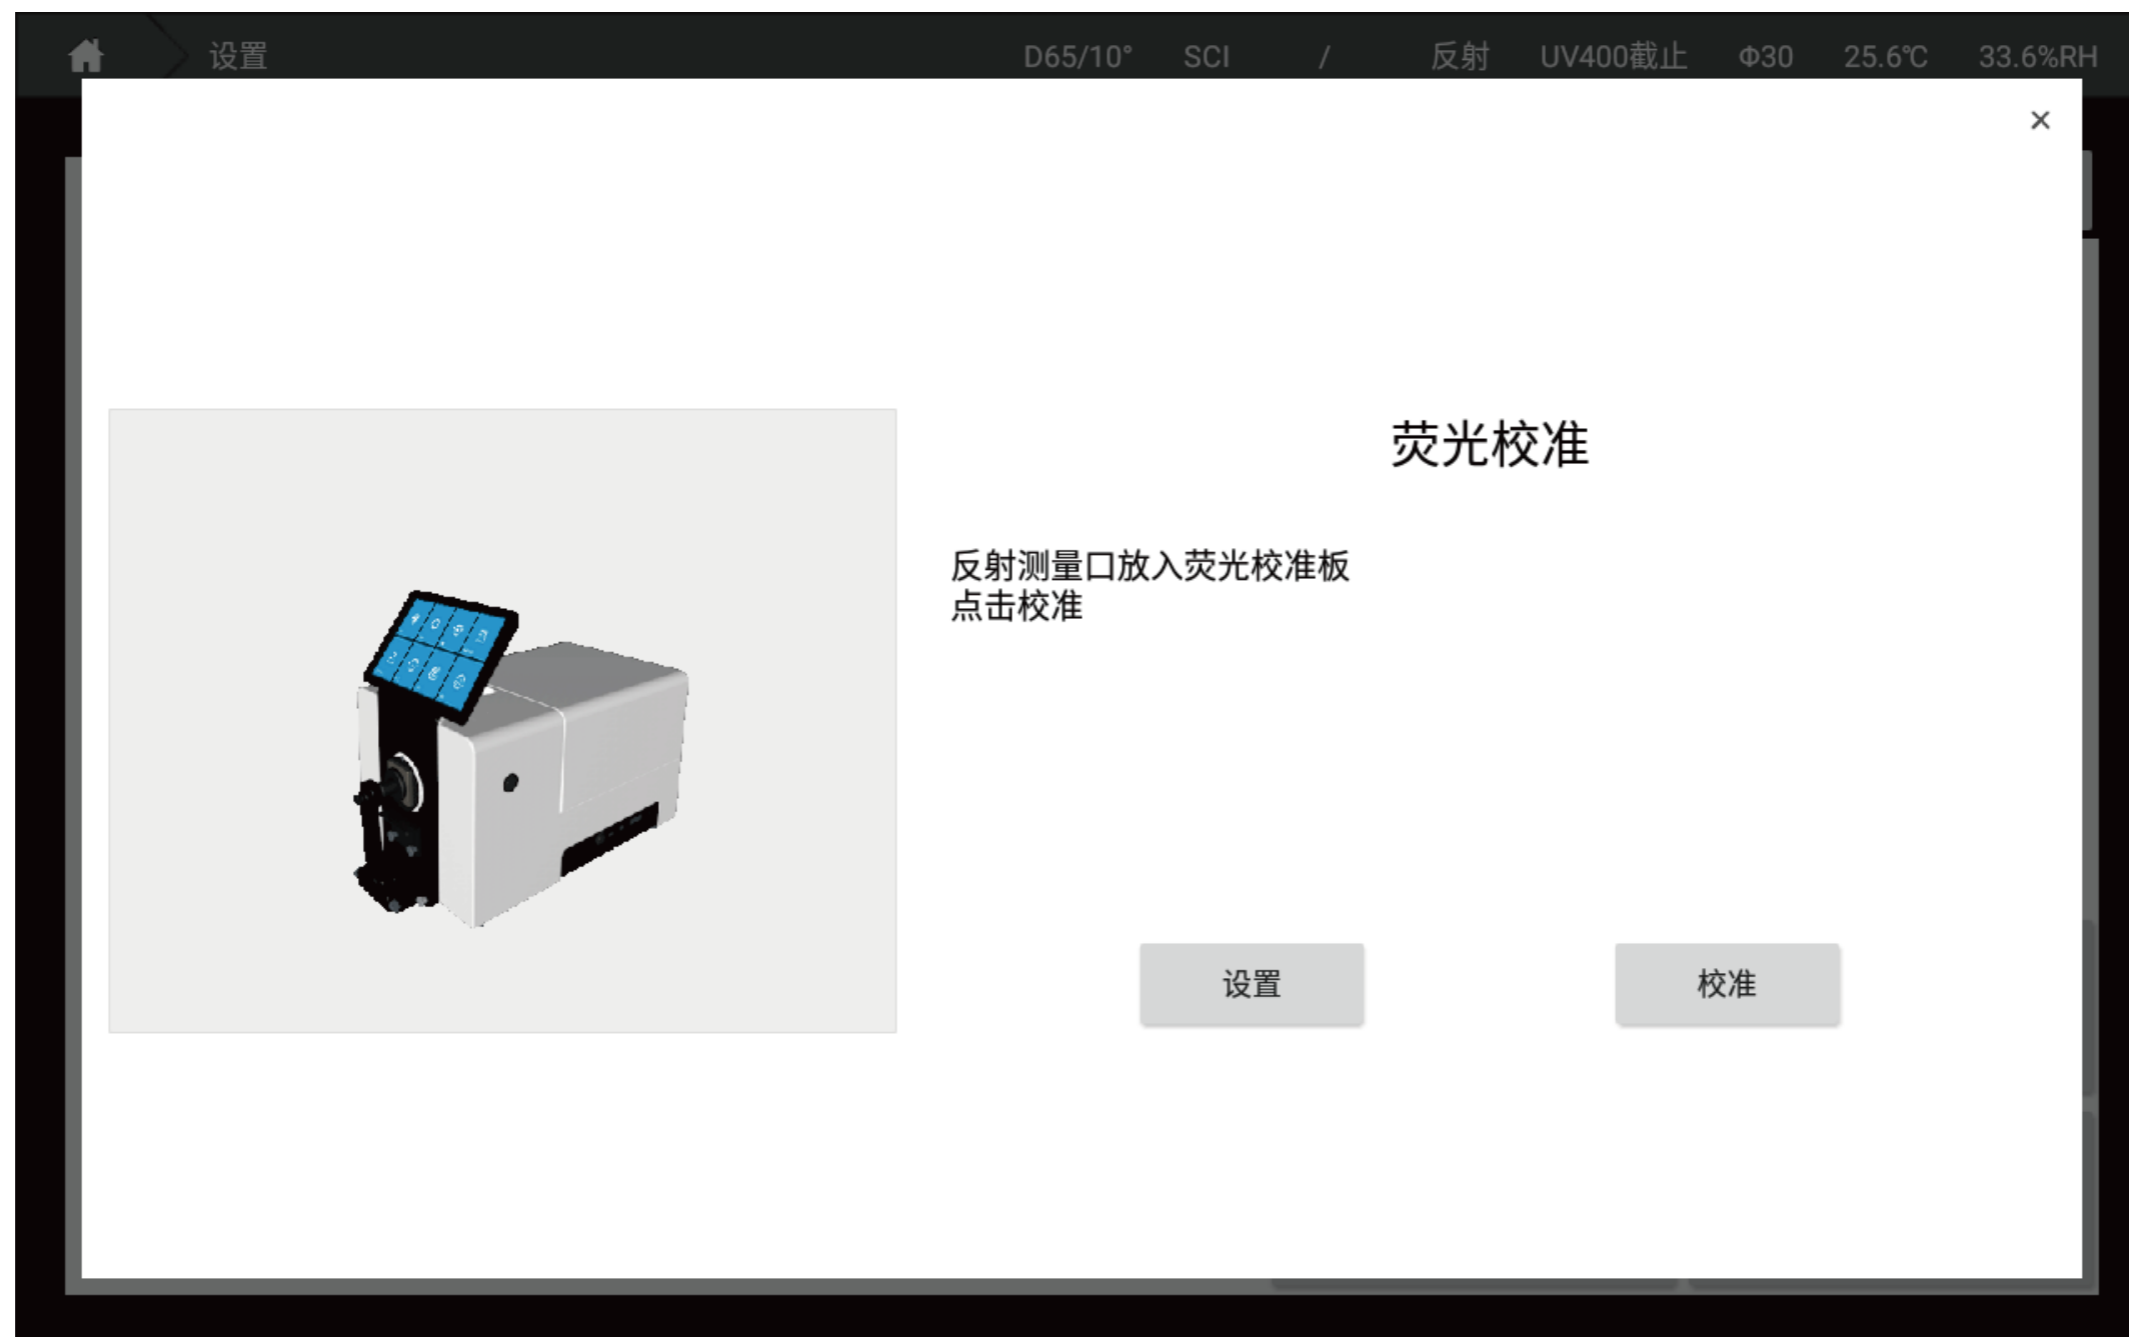 设置 D65/10° SCI / 反射 UV400截止 Φ30 25.6℃ 33.6%RH
×
荧光校准
反射测量口放入荧光校准板
点击校准
设置 校准